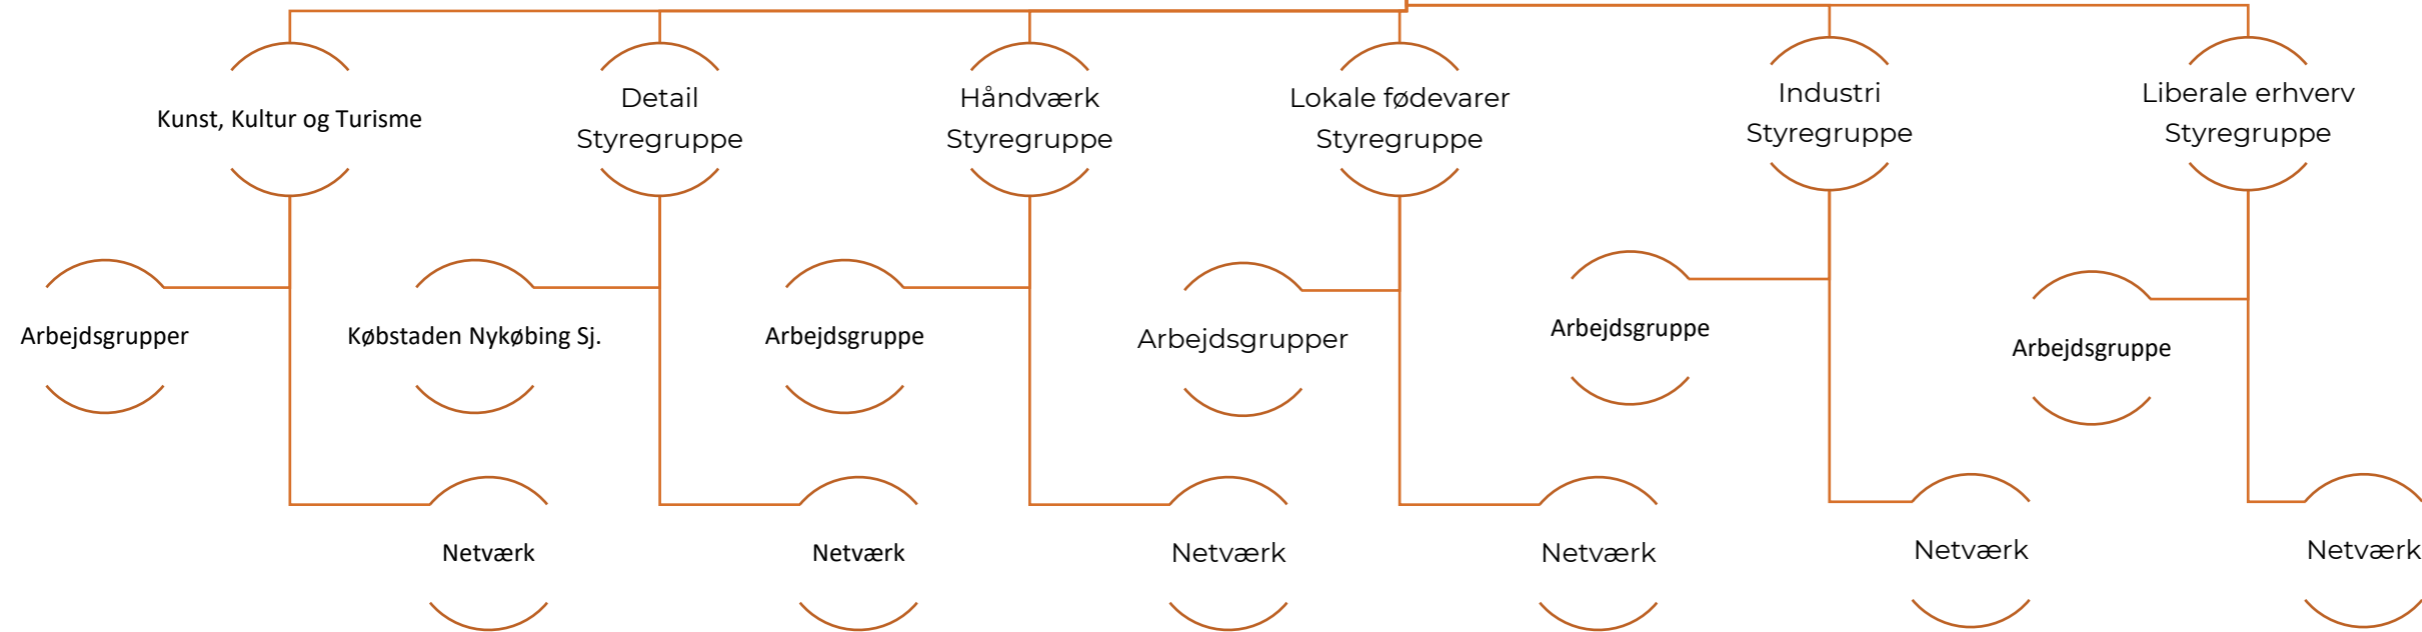 Kunst, Kultur og Turisme
Detail
Styregruppe
Håndværk
Styregruppe
Lokale fødevarer
Styregruppe
Industri
Styregruppe
Liberale erhverv
Styregruppe
Arbejdsgrupper
Købstaden Nykøbing Sj.
Arbejdsgruppe
Arbejdsgrupper
Arbejdsgruppe
Arbejdsgruppe
Netværk
Netværk
Netværk
Netværk
Netværk
Netværk